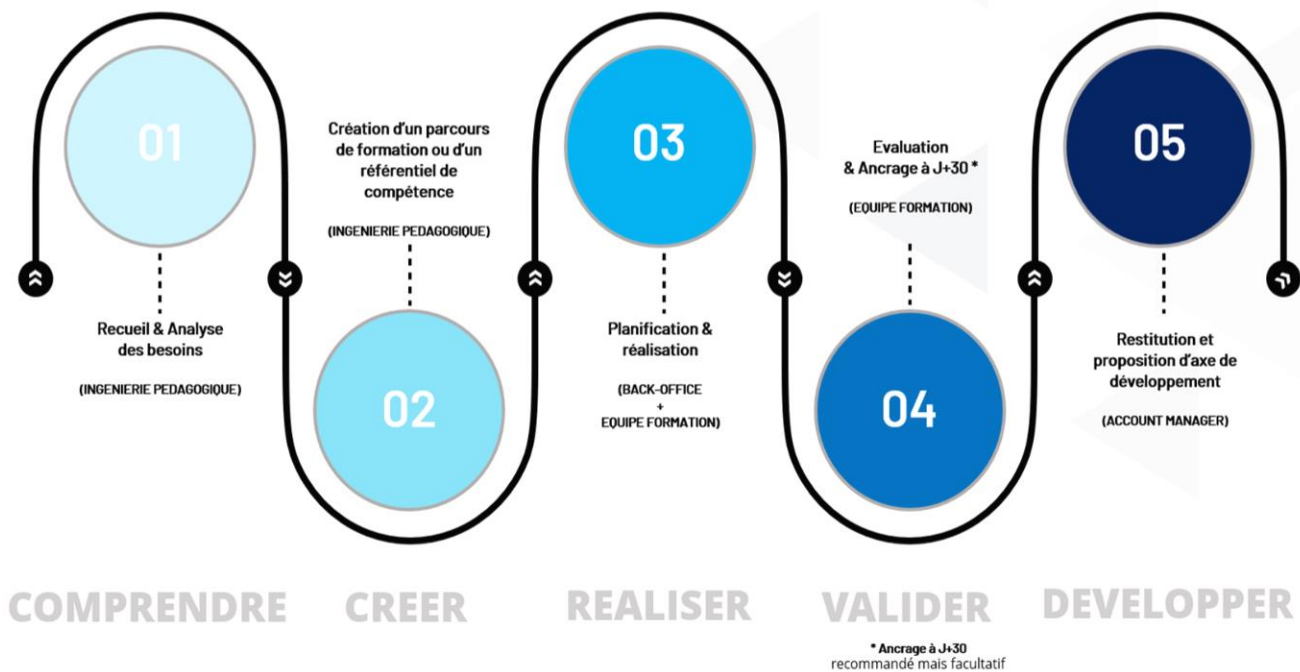 01
Recueil & Analyse
des besoins
(INGENIERIE PEDAGOGIQUE)
Création d'un parcours
de formation ou d'un
référentiel de
compétence
(INGENIERIE PEDAGOGIQUE)
02
03
Planification &
réalisation
(BACK-OFFICE
+
EQUIPE FORMATION)
Evaluation
& Ancrage à J+30 *
(EQUIPE FORMATION)
04
05
Restitution et
proposition d'axe de
développement
(ACCOUNT MANAGER)
COMPRENDRE
CREER
REALISER
VALIDER
DEVELOPPER
* Ancrage à J+30
recommandé mais facultatif